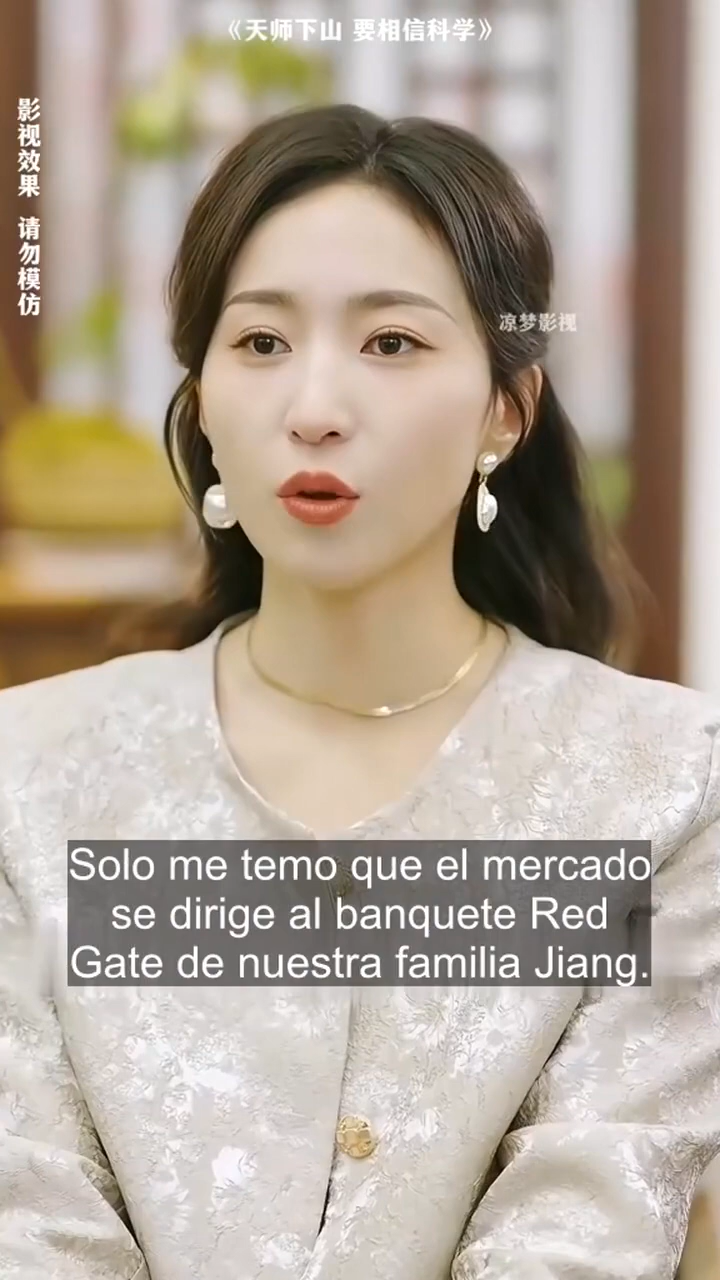 《天师下山 要相信科学》
影视效果 请勿模仿
凉梦影视
Solo me temo que el mercado
se dirige al banquete Red
Gate de nuestra familia Jiang.